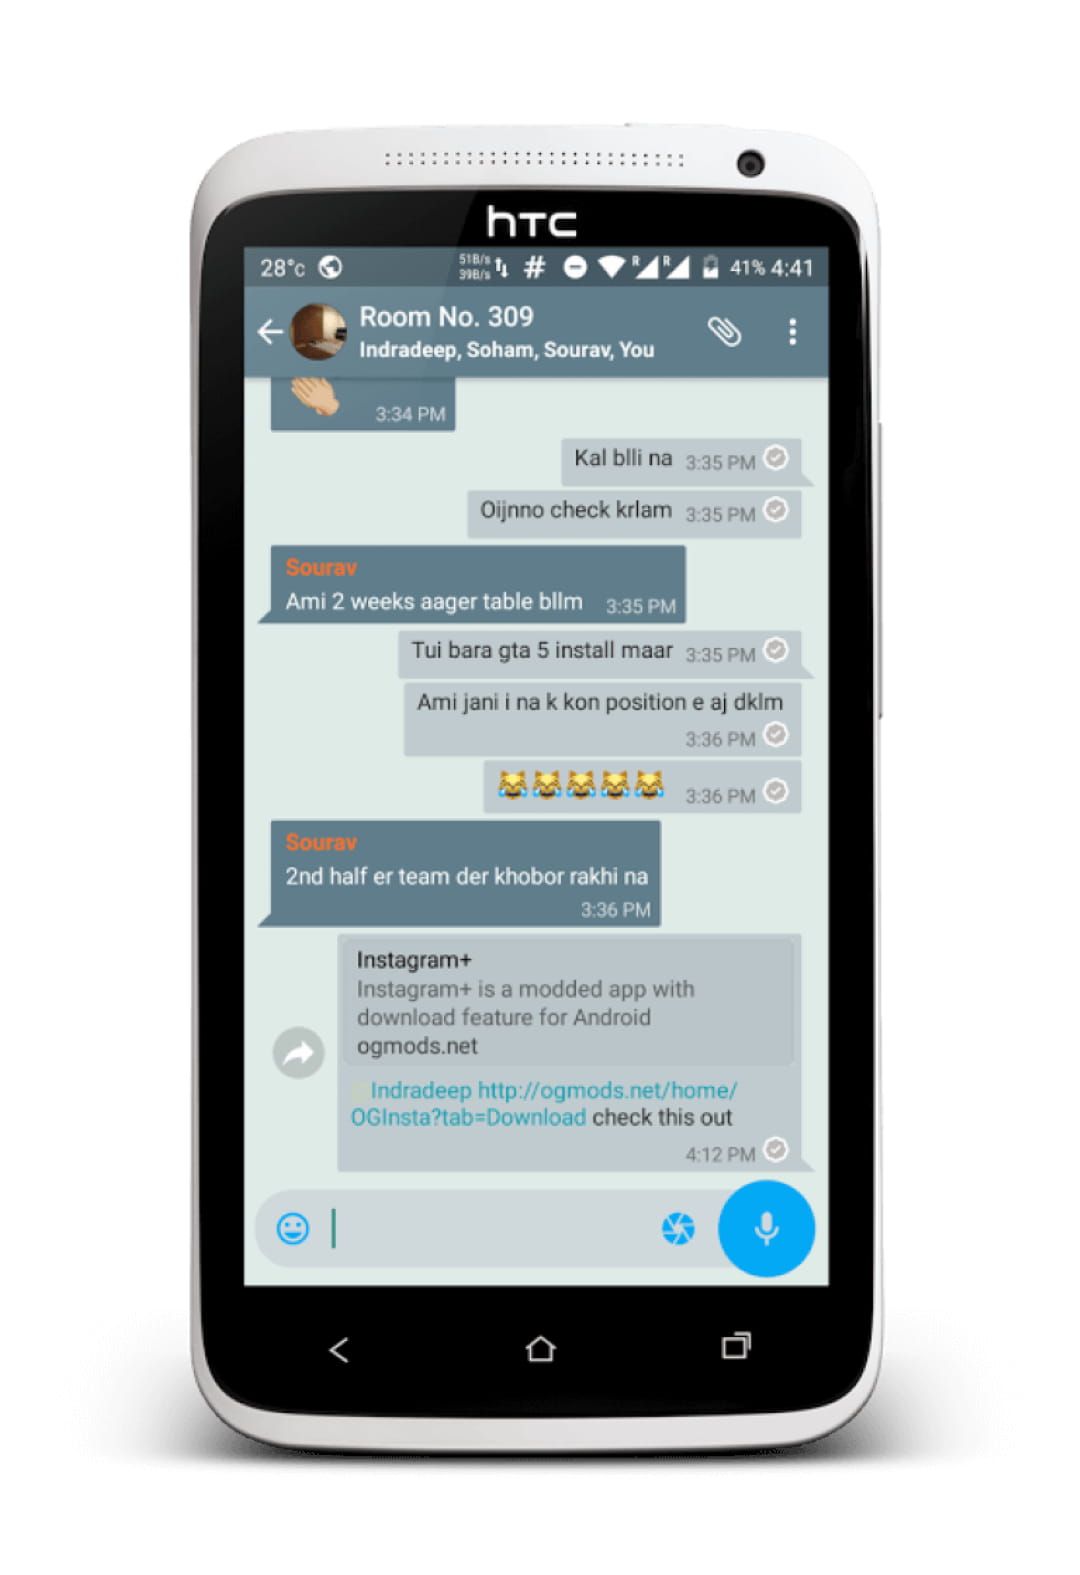 htc
28°c 51B/s 39B/s # R R 41% 4:41
Room No. 309
Indradeep, Soham, Sourav, You
3:34 PM
Kal blli na 3:35 PM
Oijnno check krlam 3:35 PM
Sourav
Ami 2 weeks aager table bllm 3:35 PM
Tui bara gta 5 install maar 3:35 PM
Ami jani i na k kon position e aj dklm
3:36 PM
😹😹😹😹😹 3:36 PM
Sourav
2nd half er team der khobor rakhi na
3:36 PM
Instagram+
Instagram+ is a modded app with
download feature for Android
ogmods.net
Indradeep http://ogmods.net/home/
OGInsta?tab=Download check this out
4:12 PM